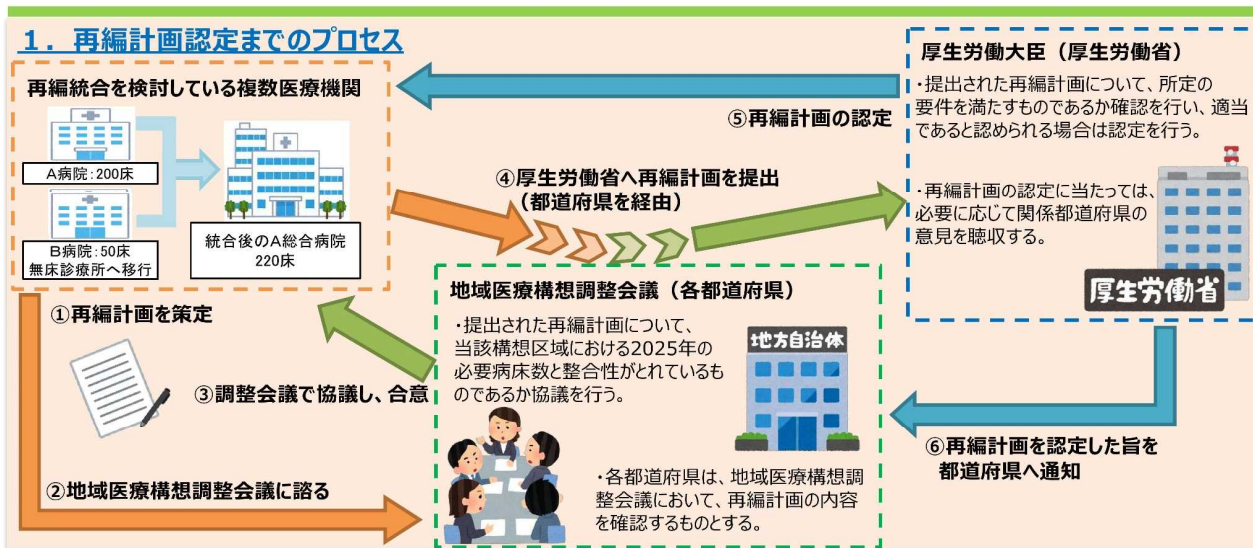 １．再編計画認定までのプロセス
再編統合を検討している複数医療機関
A病院：200床
B病院：50床
無床診療所へ移行
統合後のA総合病院
220床
①再編計画を策定
②地域医療構想調整会議に諮る
③調整会議で協議し、合意
④厚生労働省へ再編計画を提出
（都道府県を経由）
⑤再編計画の認定
地域医療構想調整会議（各都道府県）
・提出された再編計画について、
当該構想区域における2025年の
必要病床数と整合性がとれているも
のであるか協議を行う。
地方自治体
・各都道府県は、地域医療構想調
整会議において、再編計画の内容
を確認するものとする。
厚生労働大臣（厚生労働省）
・提出された再編計画について、所定の
要件を満たすものであるか確認を行い、適当
であると認められる場合は認定を行う。
・再編計画の認定に当たっては、
必要に応じて関係都道府県の
意見を聴収する。
厚生労働省
⑥再編計画を認定した旨を
都道府県へ通知